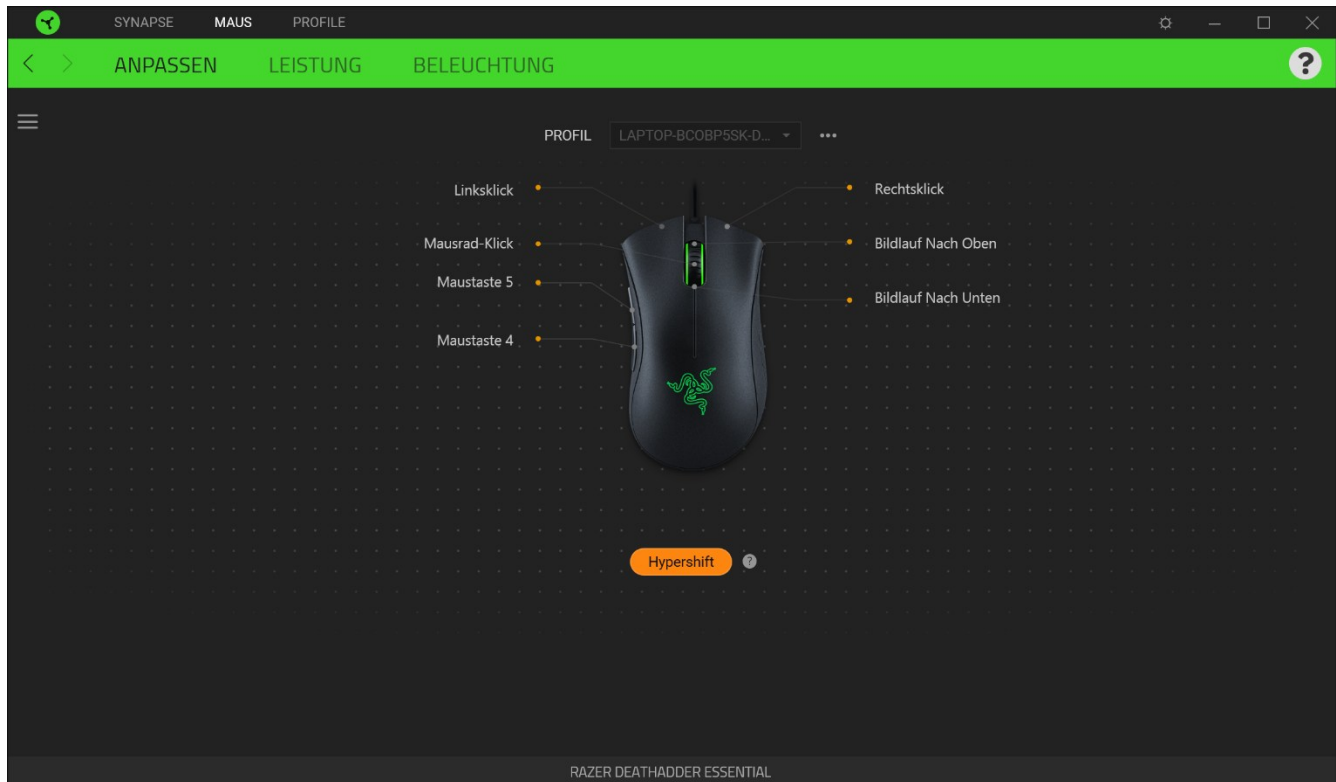 SYNAPSE MAUS PROFILE
ANPASSEN LEISTUNG BELEUCHTUNG ?
PROFIL LAPTOP-BCOBP5SK-D... •••
Linksklick
Rechtsklick
Mausrad-Klick
Bildlauf Nach Oben
Maustaste 5
Bildlauf Nach Unten
Maustaste 4
Hypershift ?
RAZER DEATHADDER ESSENTIAL